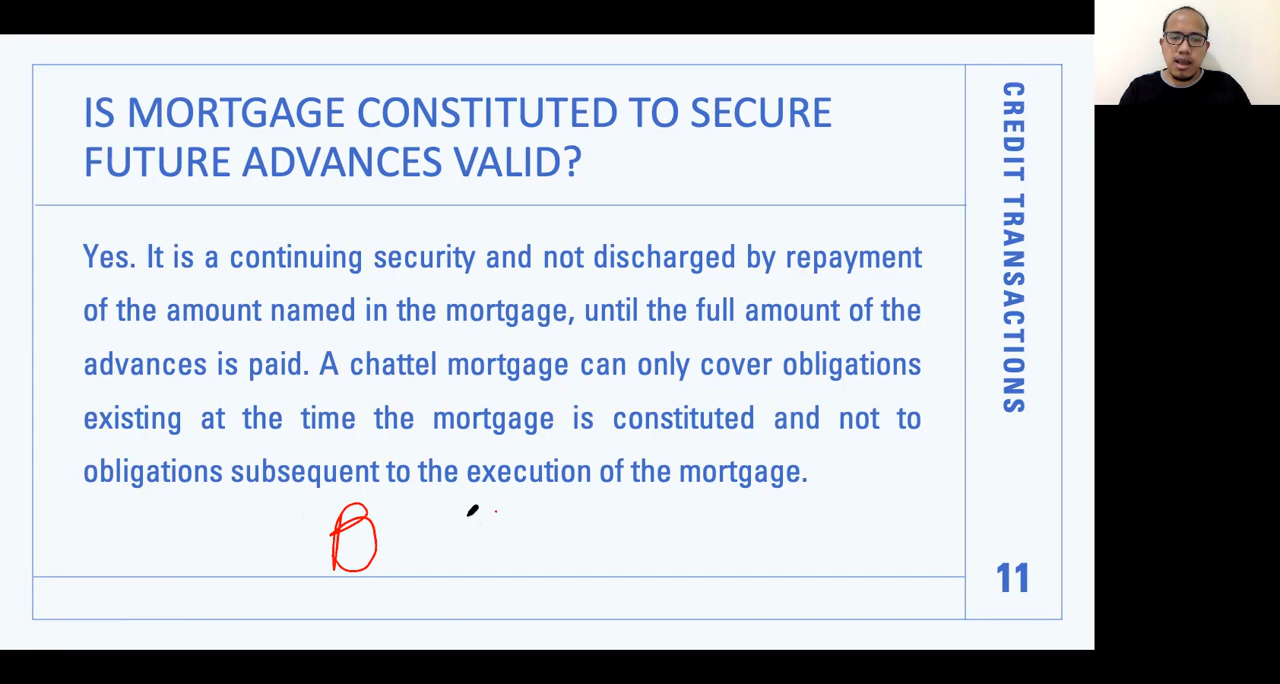 IS MORTGAGE CONSTITUTED TO SECURE
FUTURE ADVANCES VALID?
Yes. It is a continuing security and not discharged by repayment
of the amount named in the mortgage, until the full amount of the
advances is paid. A chattel mortgage can only cover obligations
existing at the time the mortgage is constituted and not to
obligations subsequent to the execution of the mortgage.
B
CREDIT TRANSACTIONS
11